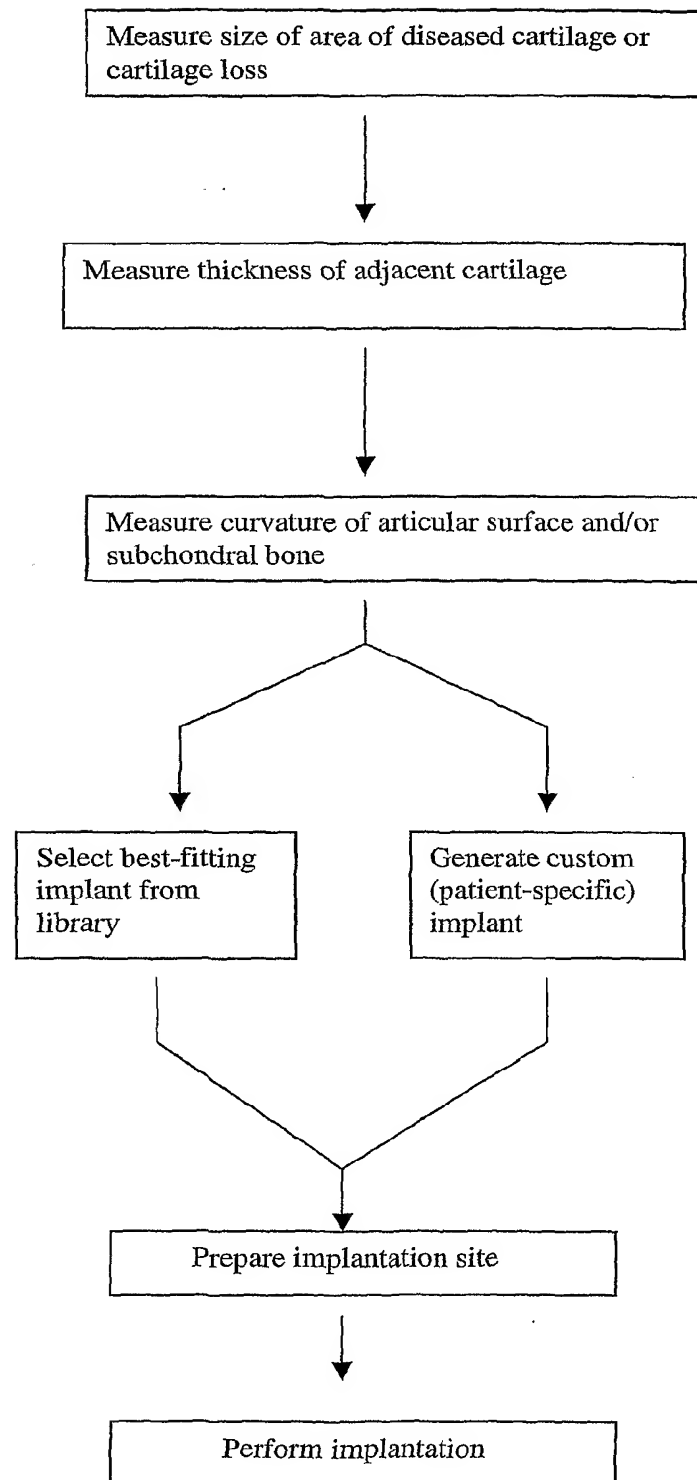 Measure size of area of diseased cartilage or
cartilage loss
Measure thickness of adjacent cartilage
Measure curvature of articular surface and/or
subchondral bone
Select best-fitting
implant from
library
Generate custom
(patient-specific)
implant
Prepare implantation site
Perform implantation